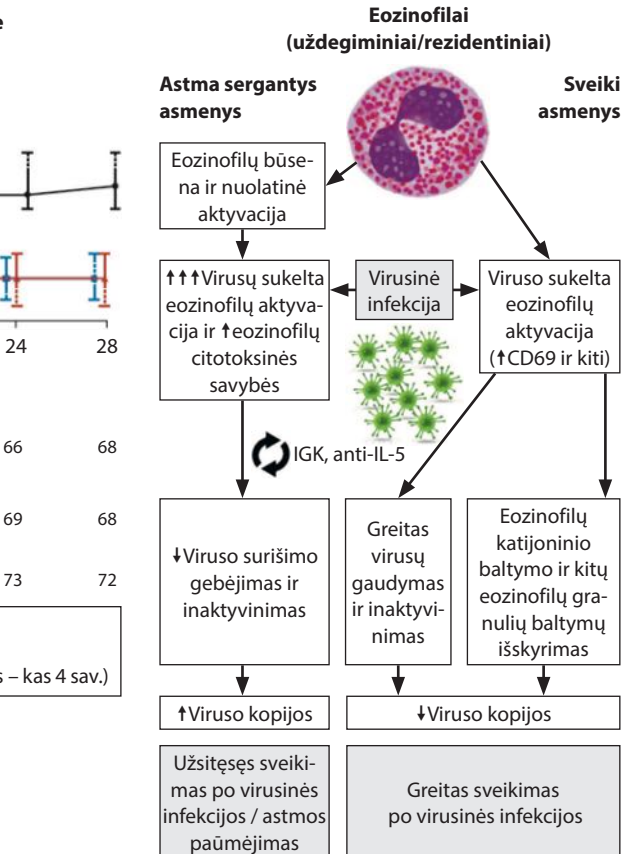 e
24
28
66
68
69
68
73
72
s – kas 4 sav.)
Eozinofilai
(uždegiminiai/rezidentiniai)
Astma sergantys
asmenys
Sveiki
asmenys
Eozinofilų būse-
na ir nuolatinė
aktyvacija
↑↑↑Virusų sukelta
eozinofilų aktyva-
cija ir ↑eozinofilų
citotoksinės
savybės
Virusinė
infekcija
Viruso sukelta
eozinofilų
aktyvacija
(↑CD69 ir kiti)
IGK, anti-IL-5
↓Viruso surišimo
gebėjimas ir
inaktyvinimas
Greitas
virusų
gaudymas
ir inaktyvi-
nimas
Eozinofilų
katijoninio
baltymo ir kitų
eozinofilų gra-
nulių baltymų
išskyrimas
↑Viruso kopijos
↓Viruso kopijos
Užsitęsęs sveiki-
mas po virusinės
infekcijos / astmos
paūmėjimas
Greitas sveikimas
po virusinės infekcijos